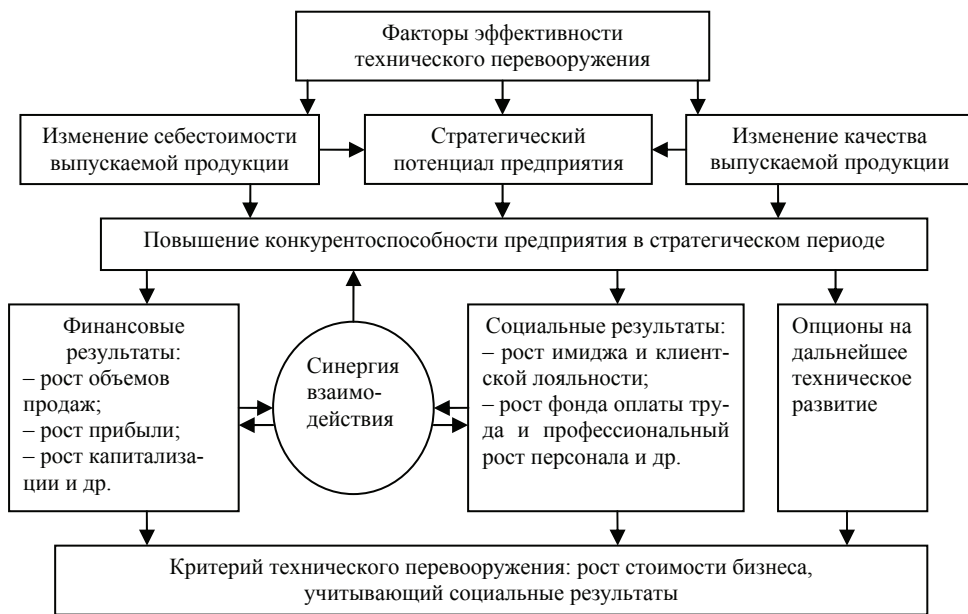 Факторы эффективности
технического перевооружения
Изменение себестоимости
выпускаемой продукции
Стратегический
потенциал предприятия
Изменение качества
выпускаемой продукции
Повышение конкурентоспособности предприятия в стратегическом периоде
Финансовые
результаты:
– рост объемов
продаж;
– рост прибыли;
– рост капитализа-
ции и др.
Синергия
взаимо-
действия
Социальные результаты:
– рост имиджа и клиент-
ской лояльности;
– рост фонда оплаты тру-
да и профессиональный
рост персонала и др.
Опционы на
дальнейшее
техническое
развитие
Критерий технического перевооружения: рост стоимости бизнеса,
учитывающий социальные результаты